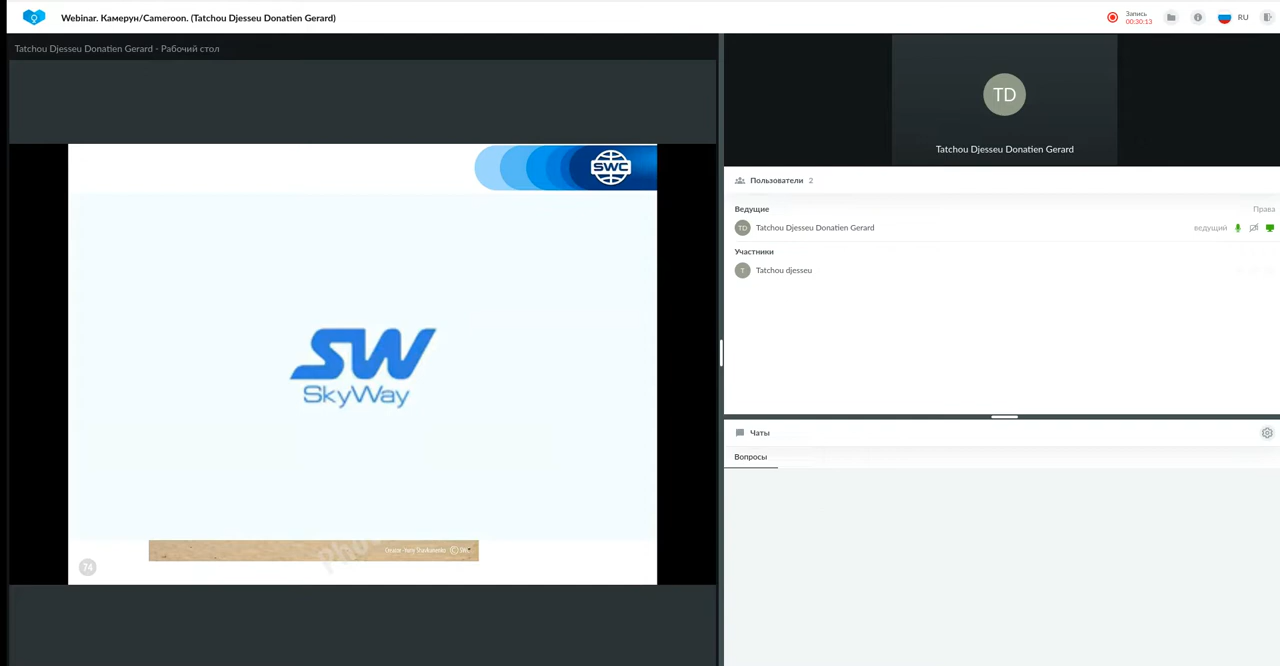 Webinar. Камерун/Cameroon. (Tatchou Djesseu Donatien Gerard)
Запись
00:30:13
RU
Tatchou Djesseu Donatien Gerard - Рабочий стол
SWC
SW
SkyWay
74
TD
Tatchou Djesseu Donatien Gerard
Пользователи 2
Ведущие Права
TD Tatchou Djesseu Donatien Gerard ведущий
Участники
T Tatchou djesseu
Чаты
Вопросы